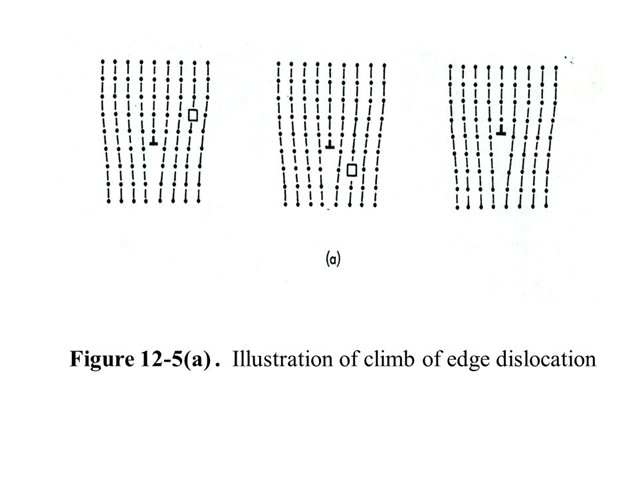 (a)
Figure 12-5(a) . Illustration of climb of edge dislocation